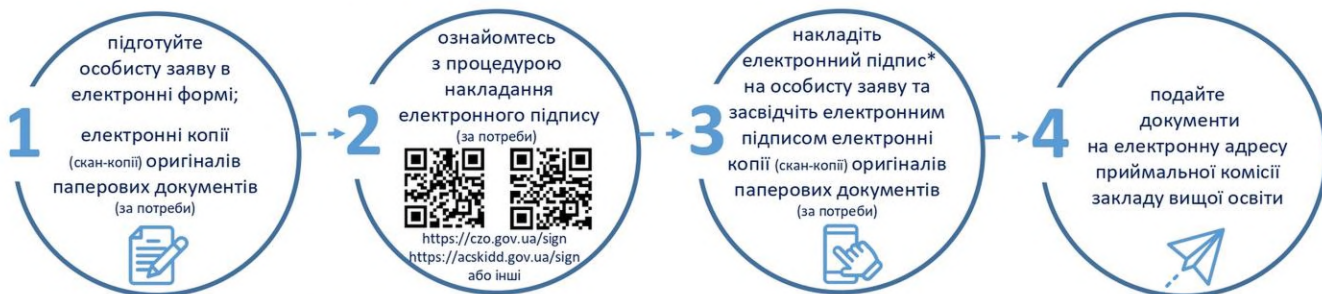 1
підготуйте
особисту заяву в
електронні формі;
електронні копії
(скан-копії) оригіналів
паперових документів
(за потреби)
2
ознайомтесь
з процедурою
накладання
електронного підпису
(за потреби)
https://czo.gov.ua/sign
https://acskidd.gov.ua/sign
або інші
3
накладіть
електронний підпис*
на особисту заяву та
засвідчіть електронним
підписом електронні
копії (скан-копії) оригіналів
паперових документів
(за потреби)
4
подайте
документи
на електронну адресу
приймальної комісії
закладу вищої освіти